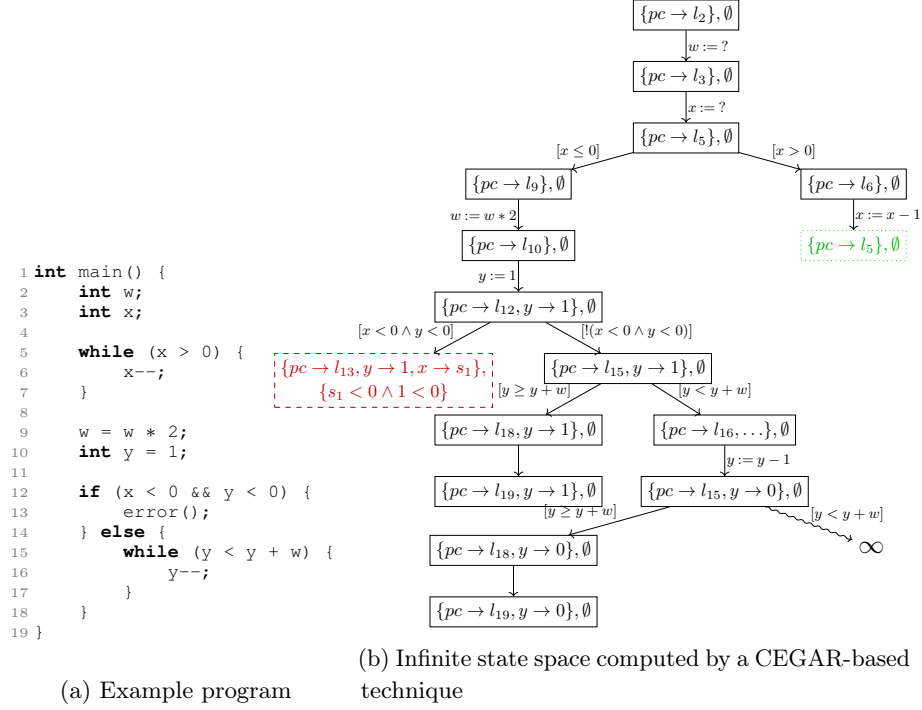 {pc → l₂}, ∅
w := ?
{pc → l₃}, ∅
x := ?
{pc → l₅}, ∅
[x ≤ 0]
[x > 0]
{pc → l₉}, ∅
{pc → l₆}, ∅
w := w * 2
x := x − 1
{pc → l₁₀}, ∅
{pc → l₅}, ∅
y := 1
{pc → l₁₂, y → 1}, ∅
[x < 0 ∧ y < 0]
[!(x < 0 ∧ y < 0)]
{pc → l₁₃, y → 1, x → s₁},
{s₁ < 0 ∧ 1 < 0}
{pc → l₁₅, y → 1}, ∅
[y ≥ y + w]
[y < y + w]
{pc → l₁₈, y → 1}, ∅
{pc → l₁₆, …}, ∅
y := y − 1
{pc → l₁₉, y → 1}, ∅
{pc → l₁₅, y → 0}, ∅
[y ≥ y + w]
[y < y + w]
{pc → l₁₈, y → 0}, ∅
∞
{pc → l₁₉, y → 0}, ∅
1 int main() {
2     int w;
3     int x;
4
5     while (x > 0) {
6         x--;
7     }
8
9     w = w * 2;
10     int y = 1;
11
12     if (x < 0 && y < 0) {
13         error();
14     } else {
15         while (y < y + w) {
16             y--;
17         }
18     }
19 }
(a) Example program
(b) Infinite state space computed by a CEGAR-based
technique